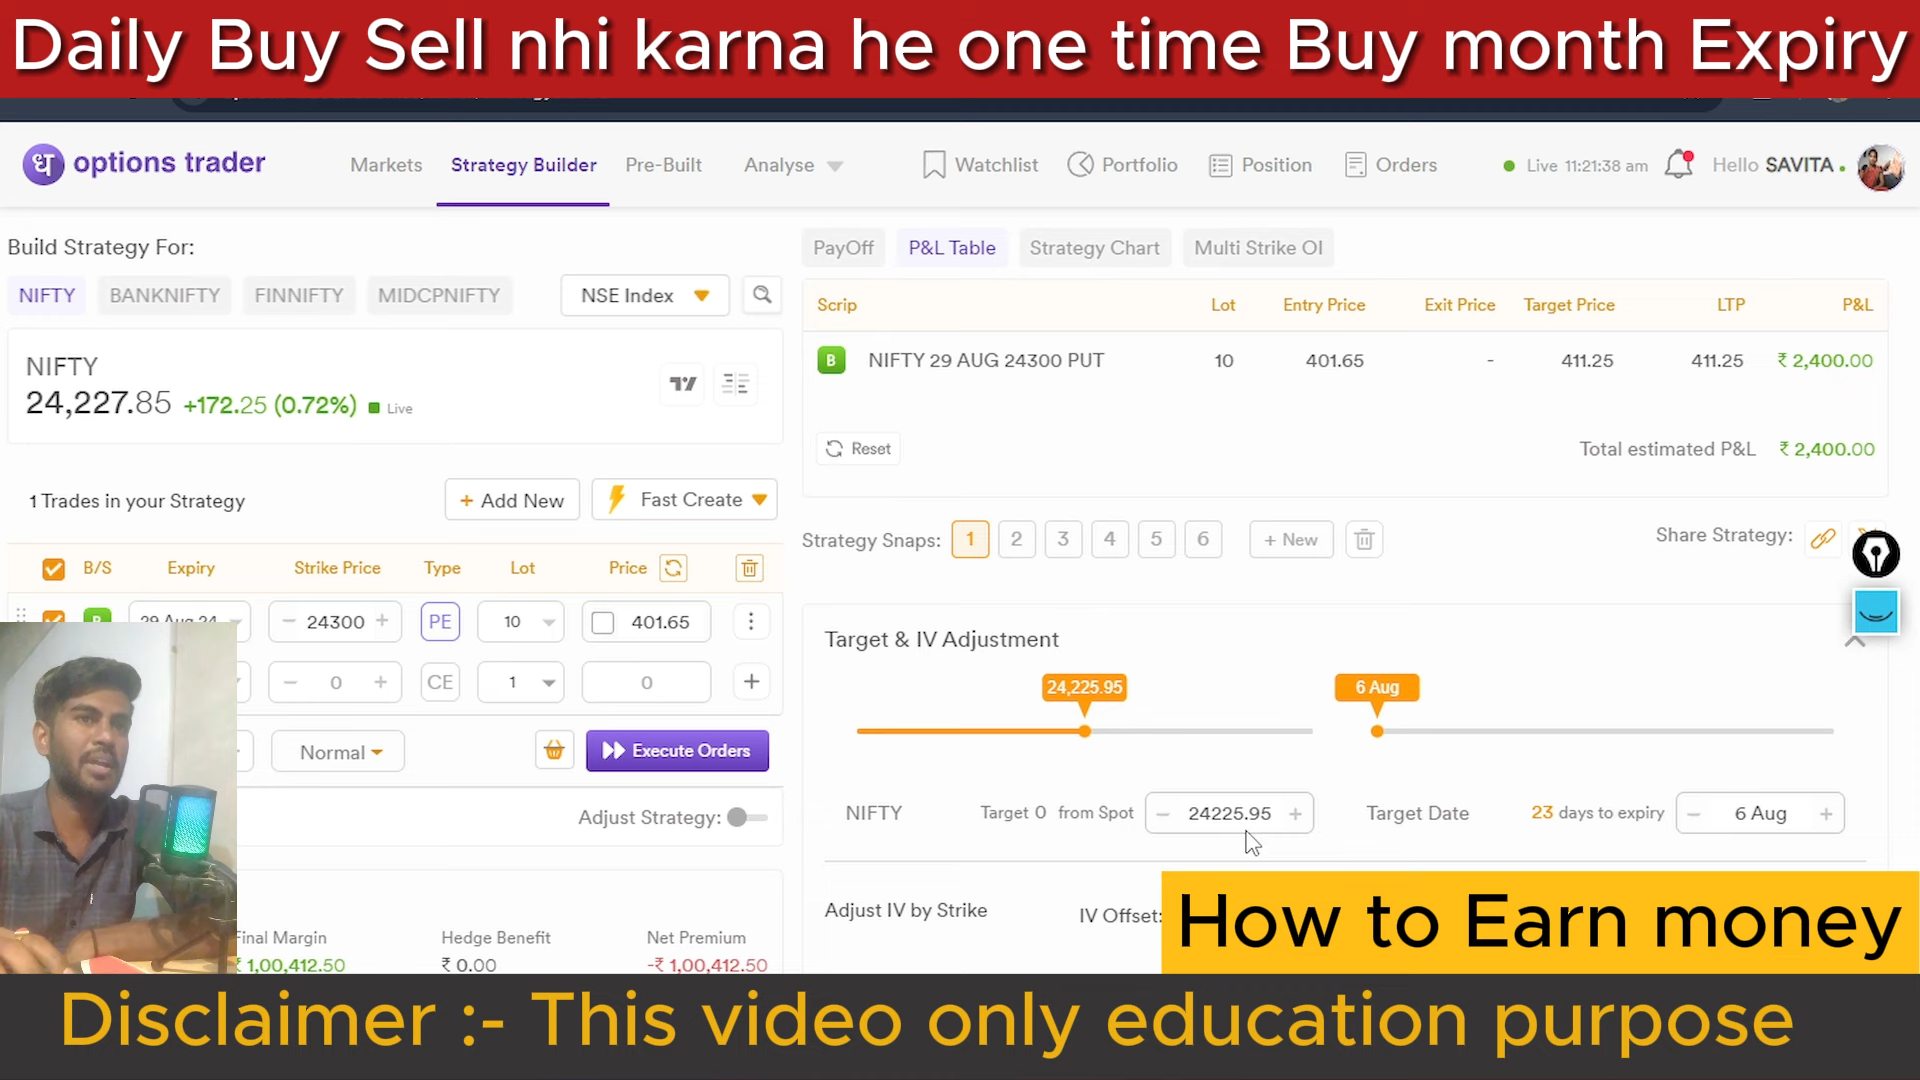 Daily Buy Sell nhi karna he one time Buy month Expiry
ध options trader
Markets Strategy Builder Pre-Built Analyse Watchlist Portfolio Position Orders Live 11:21:38 am Hello SAVITA
Build Strategy For:
NIFTY BANKNIFTY FINNIFTY MIDCPNIFTY NSE Index
NIFTY
24,227.85 +172.25 (0.72%) Live
1 Trades in your Strategy + Add New Fast Create
B/S Expiry Strike Price Type Lot Price
29 Aug 24 − 24300 + PE 10 401.65
− 0 + CE 1 0 +
Normal Execute Orders
Adjust Strategy:
Final Margin Hedge Benefit Net Premium
₹ 1,00,412.50 ₹ 0.00 -₹ 1,00,412.50
PayOff P&L Table Strategy Chart Multi Strike OI
Scrip Lot Entry Price Exit Price Target Price LTP P&L
B NIFTY 29 AUG 24300 PUT 10 401.65 - 411.25 411.25 ₹ 2,400.00
Reset Total estimated P&L ₹ 2,400.00
Strategy Snaps: 1 2 3 4 5 6 + New Share Strategy:
Target & IV Adjustment
24,225.95 6 Aug
NIFTY Target 0 from Spot − 24225.95 + Target Date 23 days to expiry − 6 Aug +
Adjust IV by Strike IV Offset:
How to Earn money
Disclaimer :- This video only education purpose